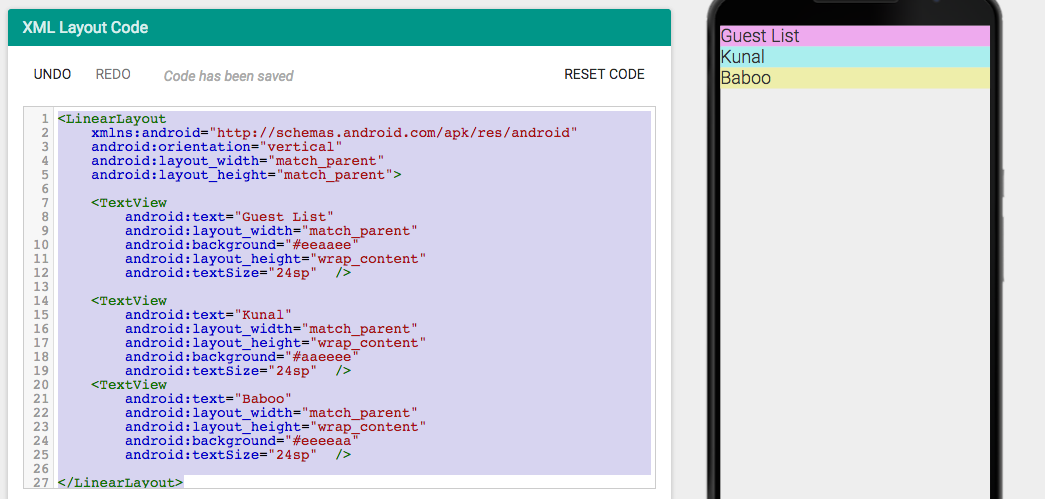 XML Layout Code
UNDO REDO Code has been saved RESET CODE
1 <LinearLayout
2 xmlns:android="http://schemas.android.com/apk/res/android"
3 android:orientation="vertical"
4 android:layout_width="match_parent"
5 android:layout_height="match_parent">
6
7 <TextView
8 android:text="Guest List"
9 android:layout_width="match_parent"
10 android:background="#eeaaee"
11 android:layout_height="wrap_content"
12 android:textSize="24sp" />
13
14 <TextView
15 android:text="Kunal"
16 android:layout_width="match_parent"
17 android:layout_height="wrap_content"
18 android:background="#aaeeee"
19 android:textSize="24sp" />
20 <TextView
21 android:text="Baboo"
22 android:layout_width="match_parent"
23 android:layout_height="wrap_content"
24 android:background="#eeeeaa"
25 android:textSize="24sp" />
26
27 </LinearLayout>
Guest List
Kunal
Baboo